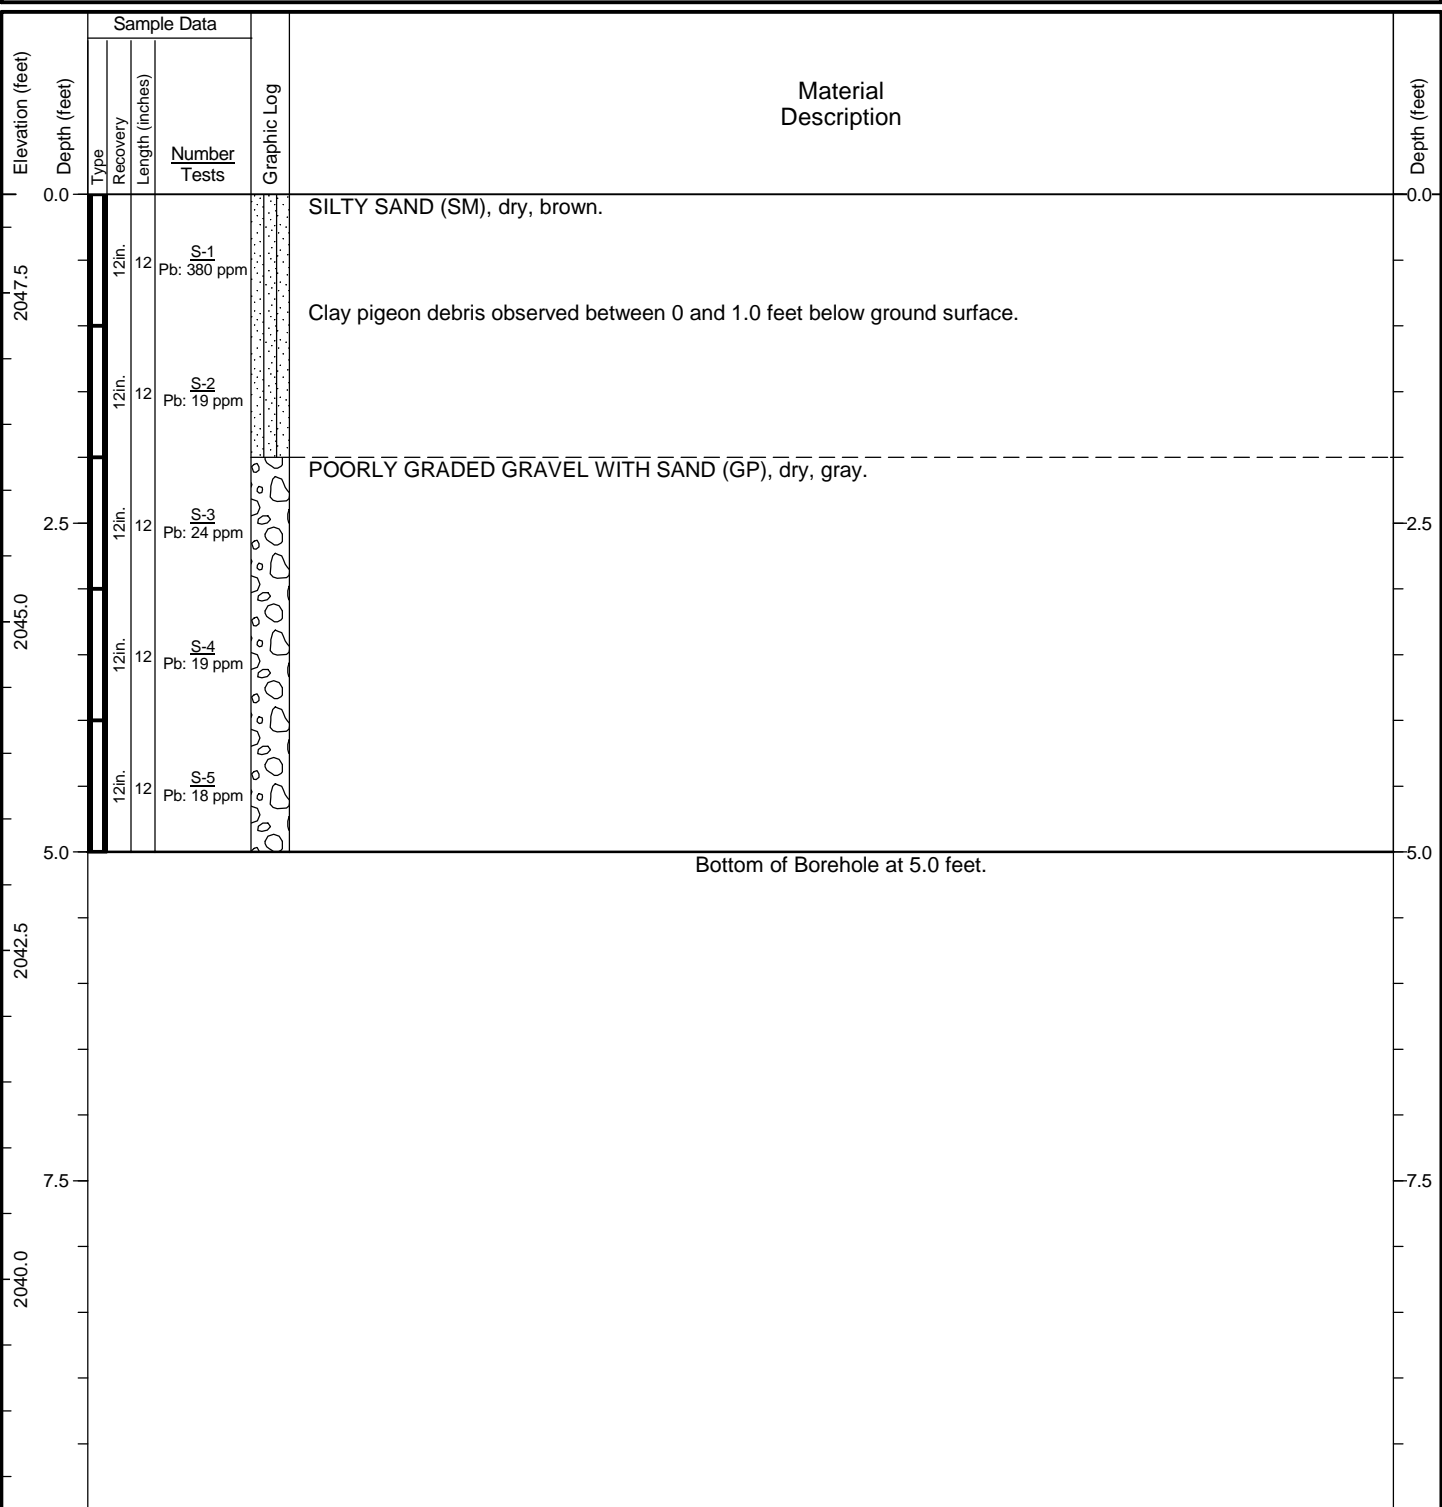 Sample Data
Elevation (feet)
Depth (feet)
Type
Recovery
Length (inches)
Number
Tests
Graphic Log
Material
Description
Depth (feet)
0.0
SILTY SAND (SM), dry, brown.
0.0
12in.
12
S-1
Pb: 380 ppm
2047.5
Clay pigeon debris observed between 0 and 1.0 feet below ground surface.
12in.
12
S-2
Pb: 19 ppm
POORLY GRADED GRAVEL WITH SAND (GP), dry, gray.
2.5
12in.
12
S-3
Pb: 24 ppm
2.5
2045.0
12in.
12
S-4
Pb: 19 ppm
12in.
12
S-5
Pb: 18 ppm
5.0
5.0
Bottom of Borehole at 5.0 feet.
2042.5
7.5
7.5
2040.0